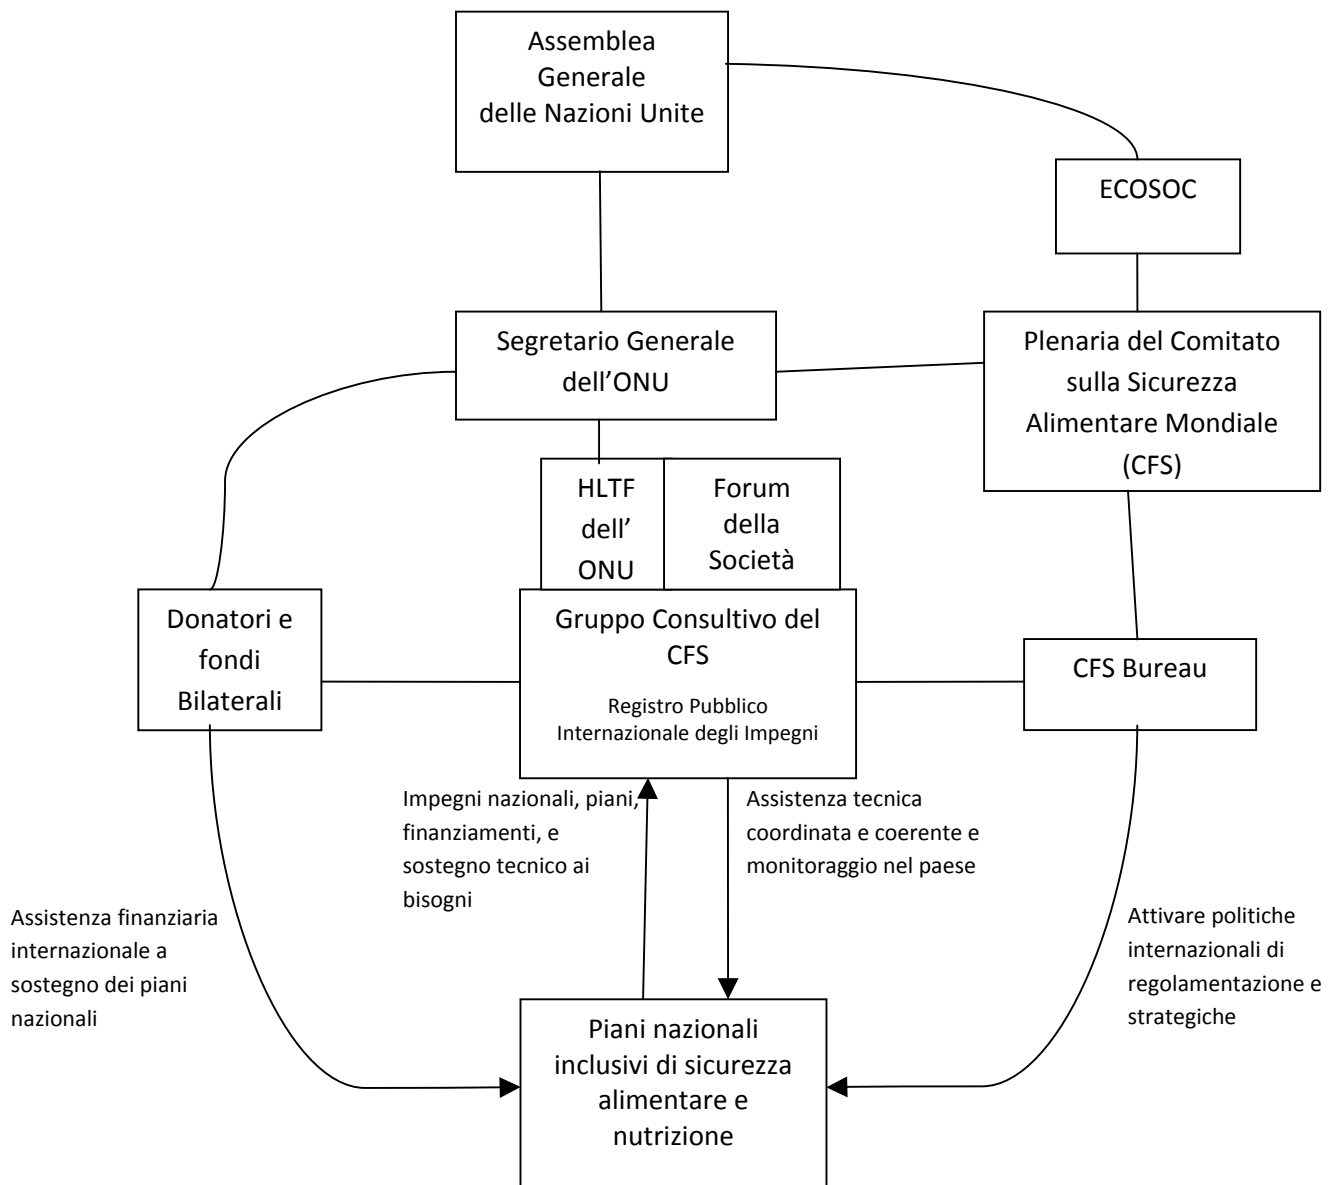 Assemblea
Generale
delle Nazioni Unite
ECOSOC
Segretario Generale
dell’ONU
Plenaria del Comitato
sulla Sicurezza
Alimentare Mondiale
(CFS)
HLTF
dell’
ONU
Forum
della
Società
Donatori e
fondi
Bilaterali
Gruppo Consultivo del
CFS
Registro Pubblico
Internazionale degli Impegni
CFS Bureau
Impegni nazionali, piani,
finanziamenti, e
sostegno tecnico ai
bisogni
Assistenza tecnica
coordinata e coerente e
monitoraggio nel paese
Assistenza finanziaria
internazionale a
sostegno dei piani
nazionali
Attivare politiche
internazionali di
regolamentazione e
strategiche
Piani nazionali
inclusivi di sicurezza
alimentare e
nutrizione